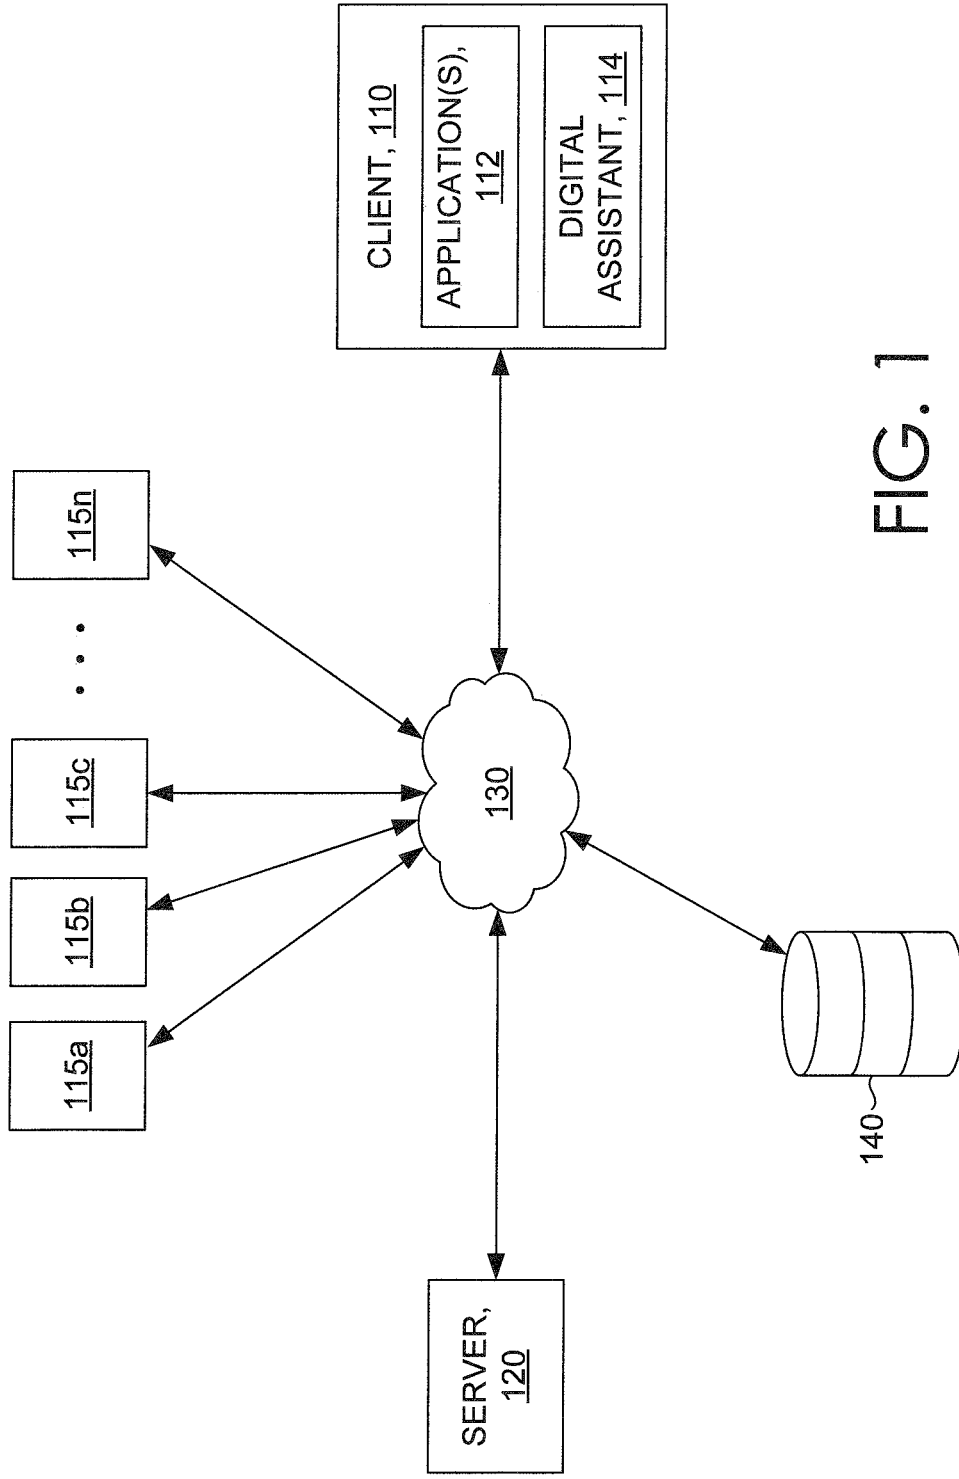 115a
115b
115c
115n
SERVER,
120
130
CLIENT, 110
APPLICATION(S),
112
DIGITAL
ASSISTANT, 114
140
FIG. 1